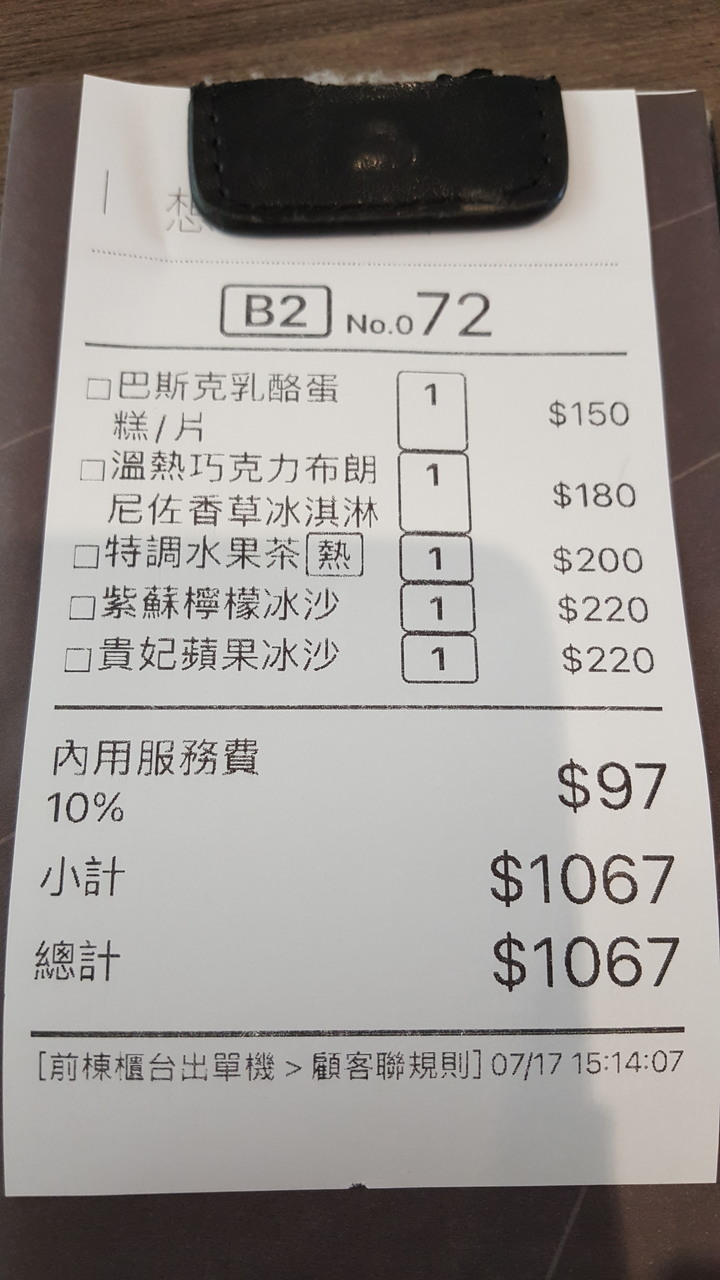 想
B2 No.072
□巴斯克乳酪蛋 1 $150
糕/片
□溫熱巧克力布朗 1 $180
尼佐香草冰淇淋
□特調水果茶 熱 1 $200
□紫蘇檸檬冰沙 1 $220
□貴妃蘋果冰沙 1 $220
內用服務費 $97
10%
小計 $1067
總計 $1067
[前棟櫃台出單機 > 顧客聯規則] 07/17 15:14:07